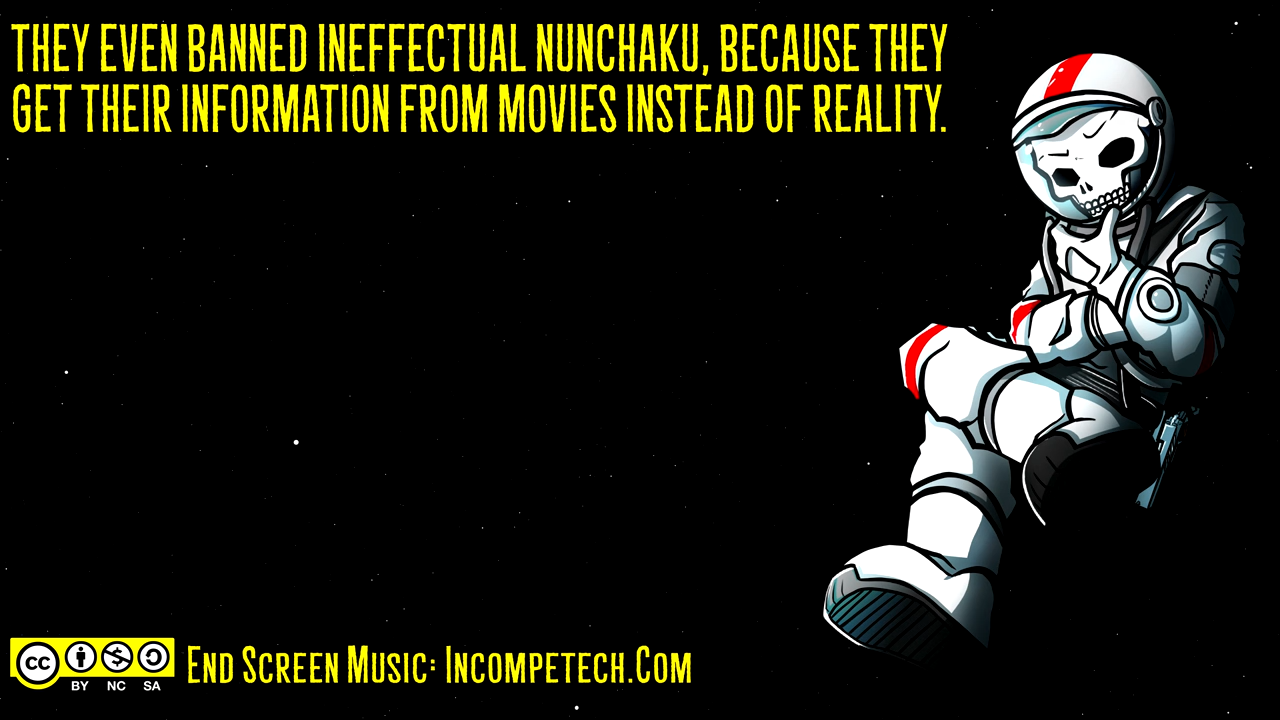 THEY EVEN BANNED INEFFECTUAL NUNCHAKU, BECAUSE THEY
GET THEIR INFORMATION FROM MOVIES INSTEAD OF REALITY.
cc
BY NC SA
END SCREEN MUSIC: INCOMPETECH.COM